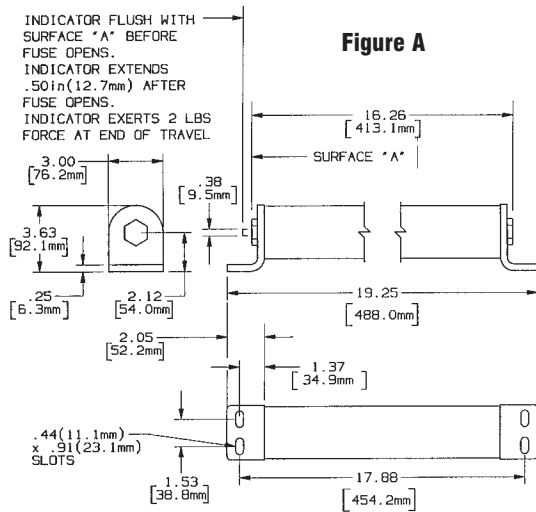 INDICATOR FLUSH WITH
SURFACE "A" BEFORE
FUSE OPENS.
INDICATOR EXTENDS
.50in(12.7mm) AFTER
FUSE OPENS.
INDICATOR EXERTS 2 LBS
FORCE AT END OF TRAVEL
Figure A
16.26
[413.1mm]
SURFACE "A"
3.00
[76.2mm]
.38
[9.5mm]
3.63
[92.1mm]
.25
[6.3mm]
2.12
[54.0mm]
19.25
[488.0mm]
2.05
[52.2mm]
1.37
[34.9mm]
.44(11.1mm)
x .91(23.1mm)
SLOTS
1.53
[38.8mm]
17.88
[454.2mm]